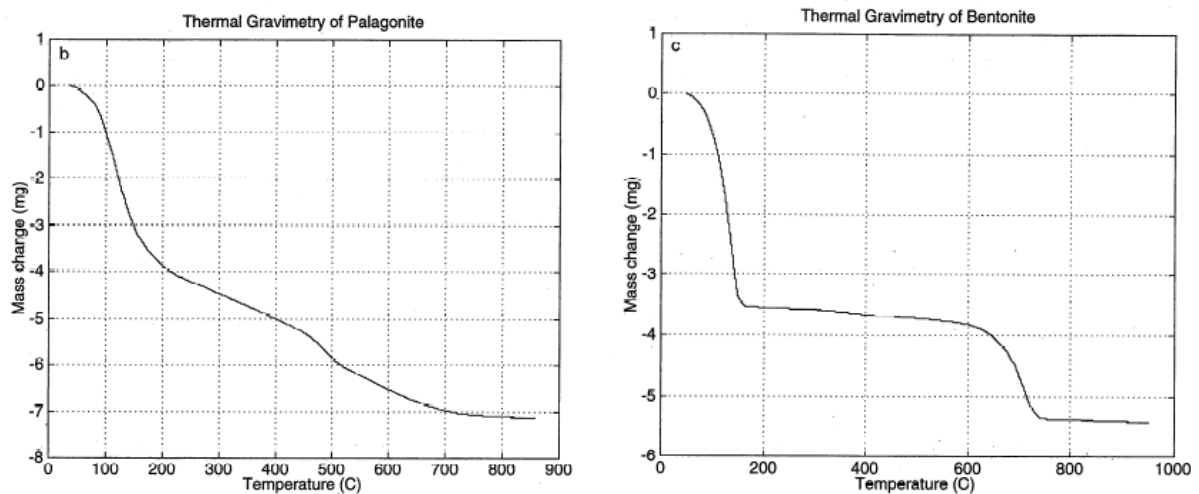 Thermal Gravimetry of Palagonite
b
Mass change (mg)
1
0
-1
-2
-3
-4
-5
-6
-7
-8
0 100 200 300 400 500 600 700 800 900
Temperature (C)
Thermal Gravimetry of Bentonite
c
Mass change (mg)
1
0
-1
-2
-3
-4
-5
-6
0 200 400 600 800 1000
Temperature (C)